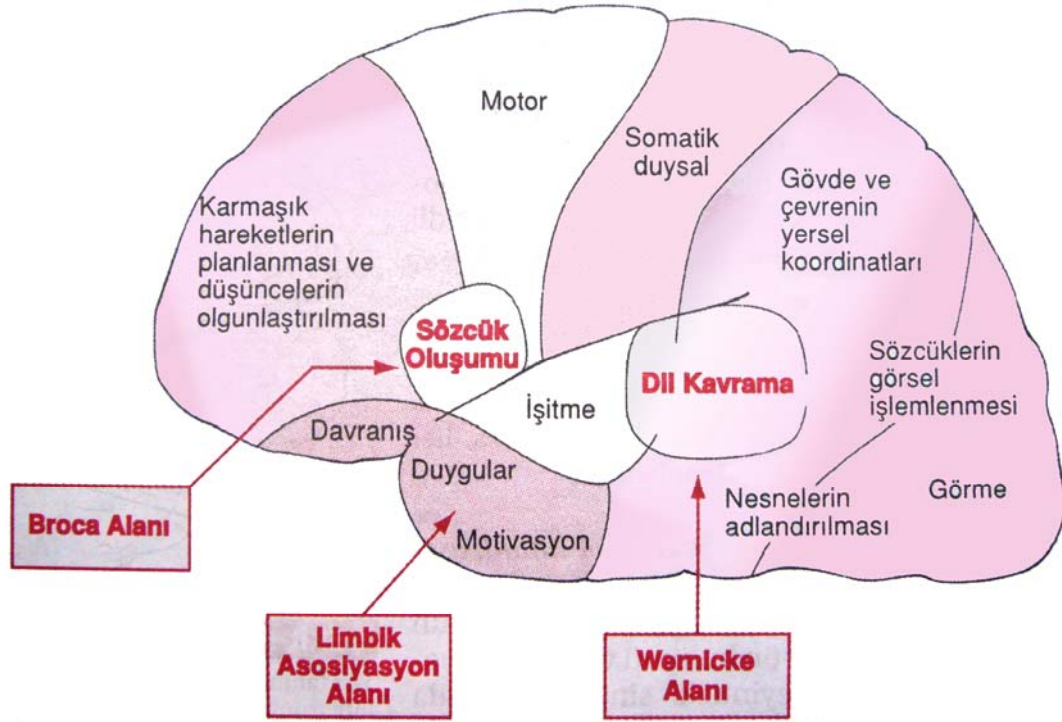 Motor
Somatik
duysal
Gövde ve
çevrenin
yersel
koordinatları
Karmaşık
hareketlerin
planlanması ve
düşüncelerin
olgunlaştırılması
Sözcük
Oluşumu
Sözcüklerin
görsel
işlemlenmesi
Dil Kavrama
İşitme
Davranış
Duygular
Motivasyon
Nesnelerin
adlandırılması
Görme
Broca Alanı
Limbik
Asosiyasyon
Alanı
Wernicke
Alanı